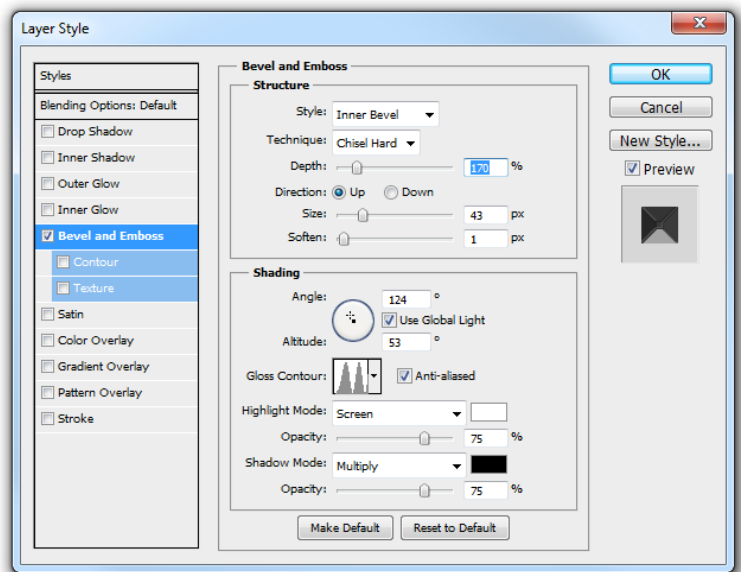 Layer Style
x
Styles
Blending Options: Default
Drop Shadow
Inner Shadow
Outer Glow
Inner Glow
Bevel and Emboss
Contour
Texture
Satin
Color Overlay
Gradient Overlay
Pattern Overlay
Stroke
Bevel and Emboss
Structure
Style: Inner Bevel
Technique: Chisel Hard
Depth: 170 %
Direction: Up Down
Size: 43 px
Soften: 1 px
Shading
Angle: 124 °
Use Global Light
Altitude: 53 °
Gloss Contour: Anti-aliased
Highlight Mode: Screen
Opacity: 75 %
Shadow Mode: Multiply
Opacity: 75 %
Make Default Reset to Default
OK
Cancel
New Style...
Preview